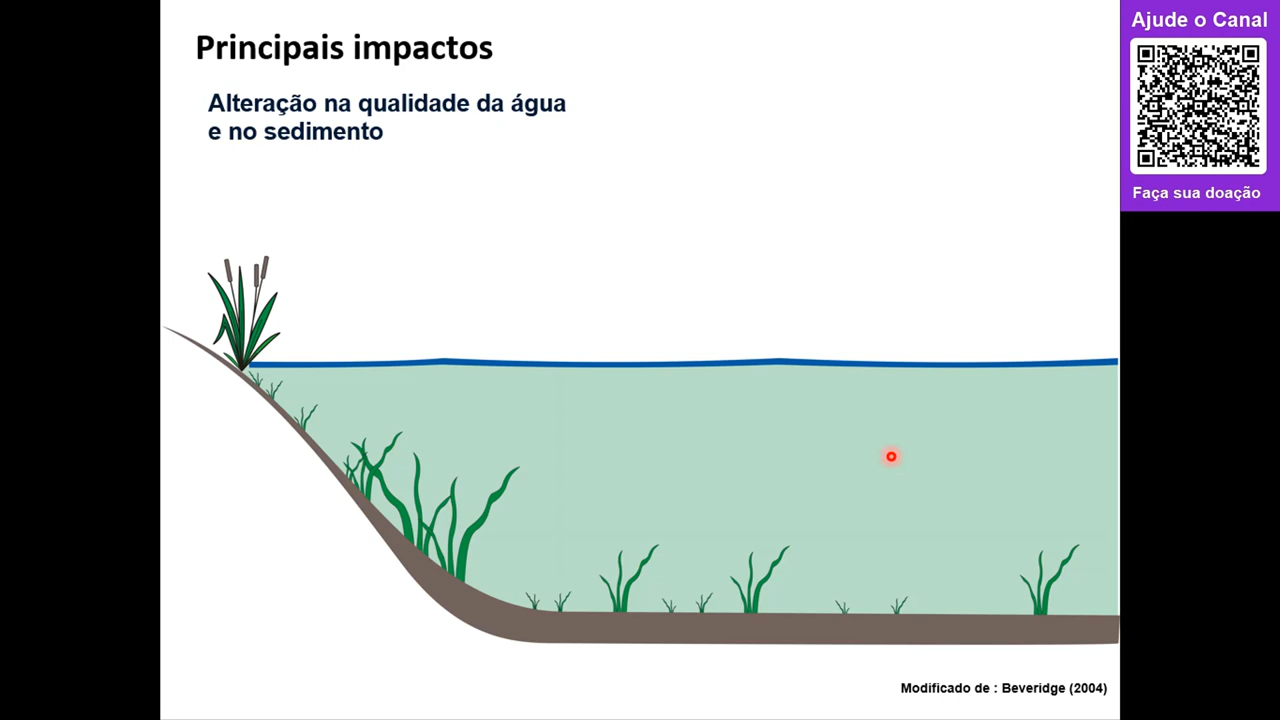 Principais impactos
Alteração na qualidade da água
e no sedimento
Ajude o Canal
Faça sua doação
Modificado de : Beveridge (2004)